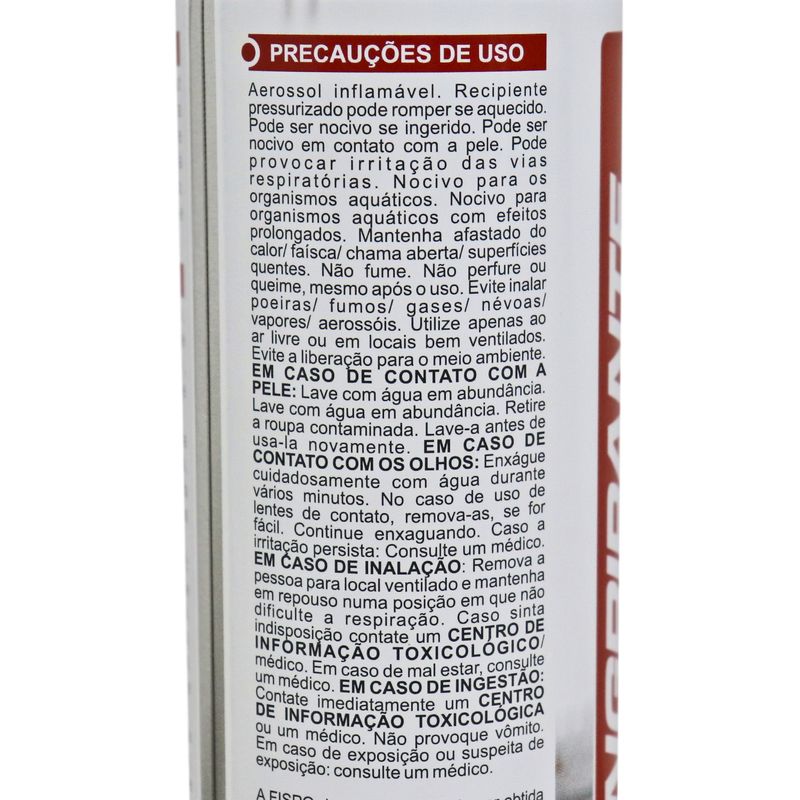 PRECAUÇÕES DE USO
Aerossol inflamável. Recipiente
pressurizado pode romper se aquecido.
Pode ser nocivo se ingerido. Pode ser
nocivo em contato com a pele. Pode
provocar irritação das vias
respiratórias. Nocivo para os
organismos aquáticos. Nocivo para
organismos aquáticos com efeitos
prolongados. Mantenha afastado do
calor/ faísca/ chama aberta/ superfícies
quentes. Não fume. Não perfure ou
queime, mesmo após o uso. Evite inalar
poeiras/ fumos/ gases/ névoas/
vapores/ aerossóis. Utilize apenas ao
ar livre ou em locais bem ventilados.
Evite a liberação para o meio ambiente.
EM CASO DE CONTATO COM A
PELE: Lave com água em abundância.
Lave com água em abundância. Retire
a roupa contaminada. Lave-a antes de
usa-la novamente. EM CASO DE
CONTATO COM OS OLHOS: Enxágue
cuidadosamente com água durante
vários minutos. No caso de uso de
lentes de contato, remova-as, se for
fácil. Continue enxaguando. Caso a
irritação persista: Consulte um médico.
EM CASO DE INALAÇÃO: Remova a
pessoa para local ventilado e mantenha
em repouso numa posição em que não
dificulte a respiração. Caso sinta
indisposição contate um CENTRO DE
INFORMAÇÃO TOXICOLÓGICO/
médico. Em caso de mal estar, consulte
um médico. EM CASO DE INGESTÃO:
Contate imediatamente um CENTRO
DE INFORMAÇÃO TOXICOLÓGICA
ou um médico. Não provoque vômito.
Em caso de exposição ou suspeita de
exposição: consulte um médico.
A FISPQ obtida
NGRIPANTE